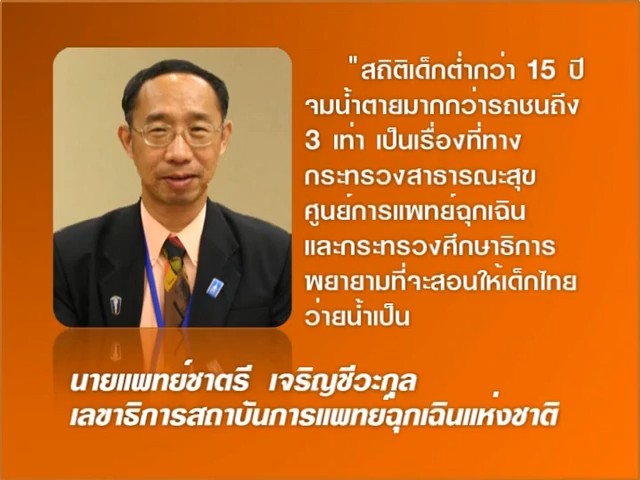 "สถิติเด็กต่ำกว่า 15 ปี
จมน้ำตายมากกว่ารถชนถึง
3 เท่า เป็นเรื่องที่ทาง
กระทรวงสาธารณะสุข
ศูนย์การแพทย์ฉุกเฉิน
และกระทรวงศึกษาธิการ
พยายามที่จะสอนให้เด็กไทย
ว่ายน้ำเป็น
นายแพทย์ชาตรี เจริญชีวะกุล
เลขาธิการสถาบันการแพทย์ฉุกเฉินแห่งชาติ